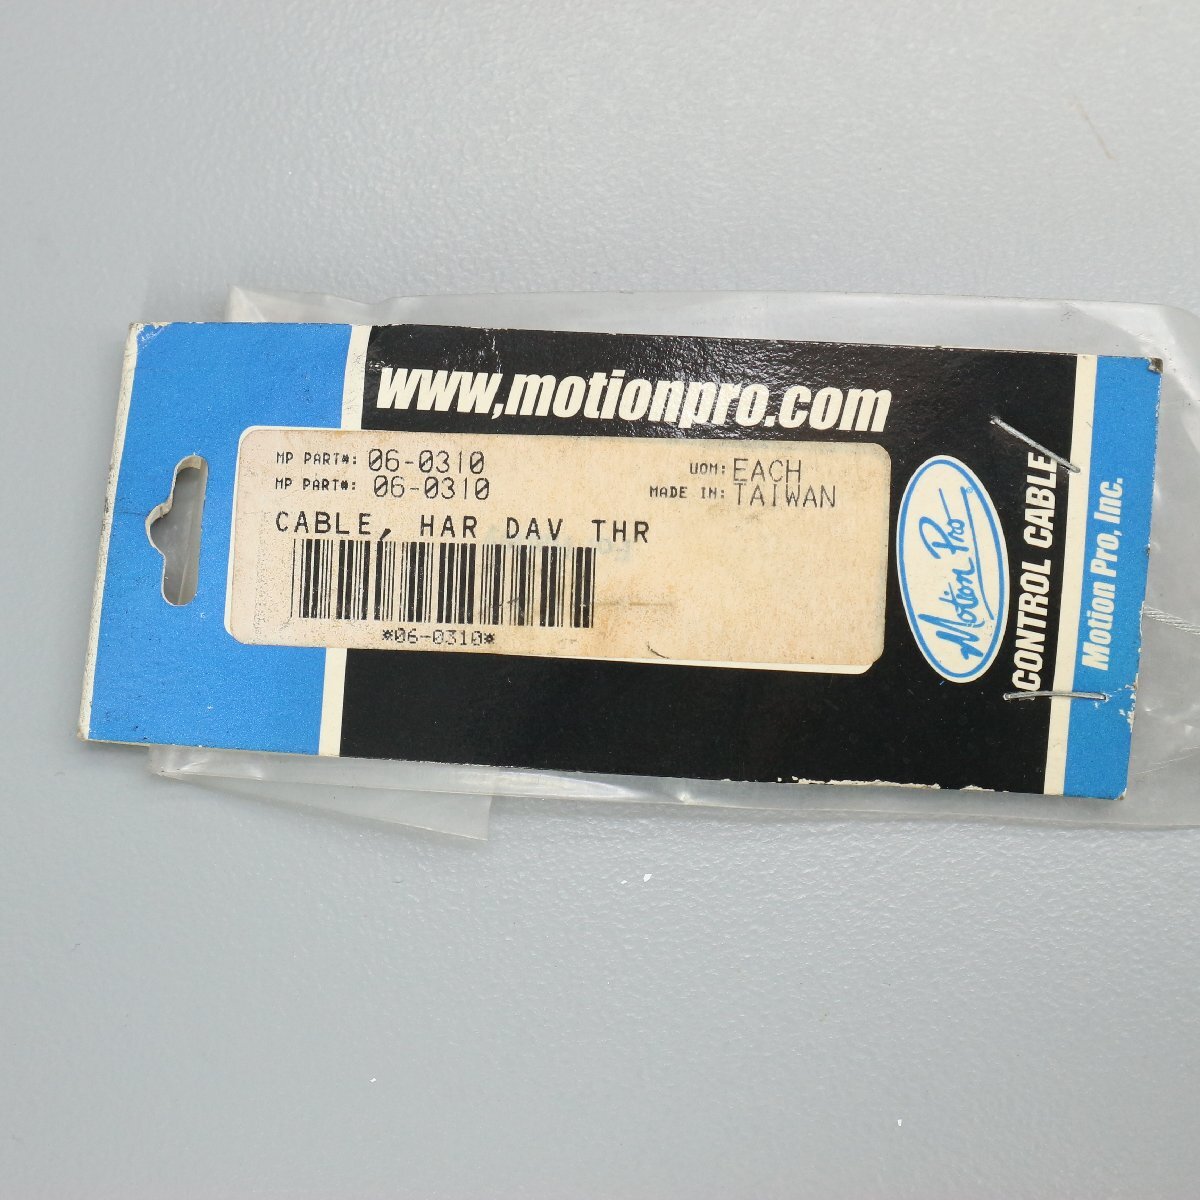 www.motionpro.com
MP PART#: 06-0310
MP PART#: 06-0310
UOM: EACH
MADE IN: TAIWAN
CABLE, HAR DAV THR
*06-0310*
Motion Pro®
CONTROL CABLE
Motion Pro, Inc.